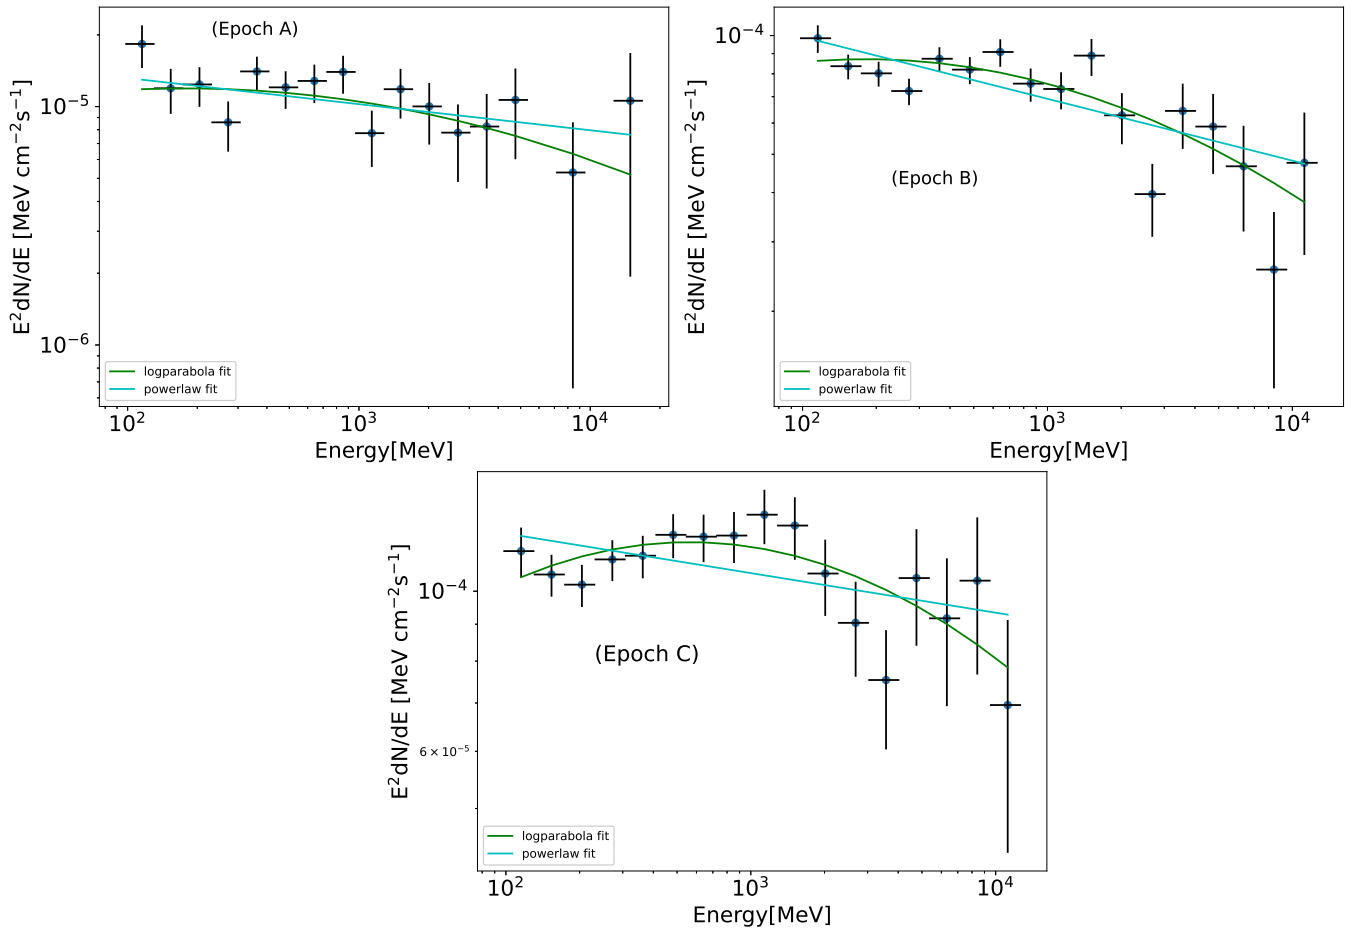 (Epoch A)
E²dN/dE [MeV cm⁻²s⁻¹]
10⁻⁵
10⁻⁶
logparabola fit
powerlaw fit
10² 10³ 10⁴
Energy[MeV]
(Epoch B)
E²dN/dE [MeV cm⁻²s⁻¹]
10⁻⁴
logparabola fit
powerlaw fit
10² 10³ 10⁴
Energy[MeV]
(Epoch C)
E²dN/dE [MeV cm⁻²s⁻¹]
10⁻⁴
6 × 10⁻⁵
logparabola fit
powerlaw fit
10² 10³ 10⁴
Energy[MeV]